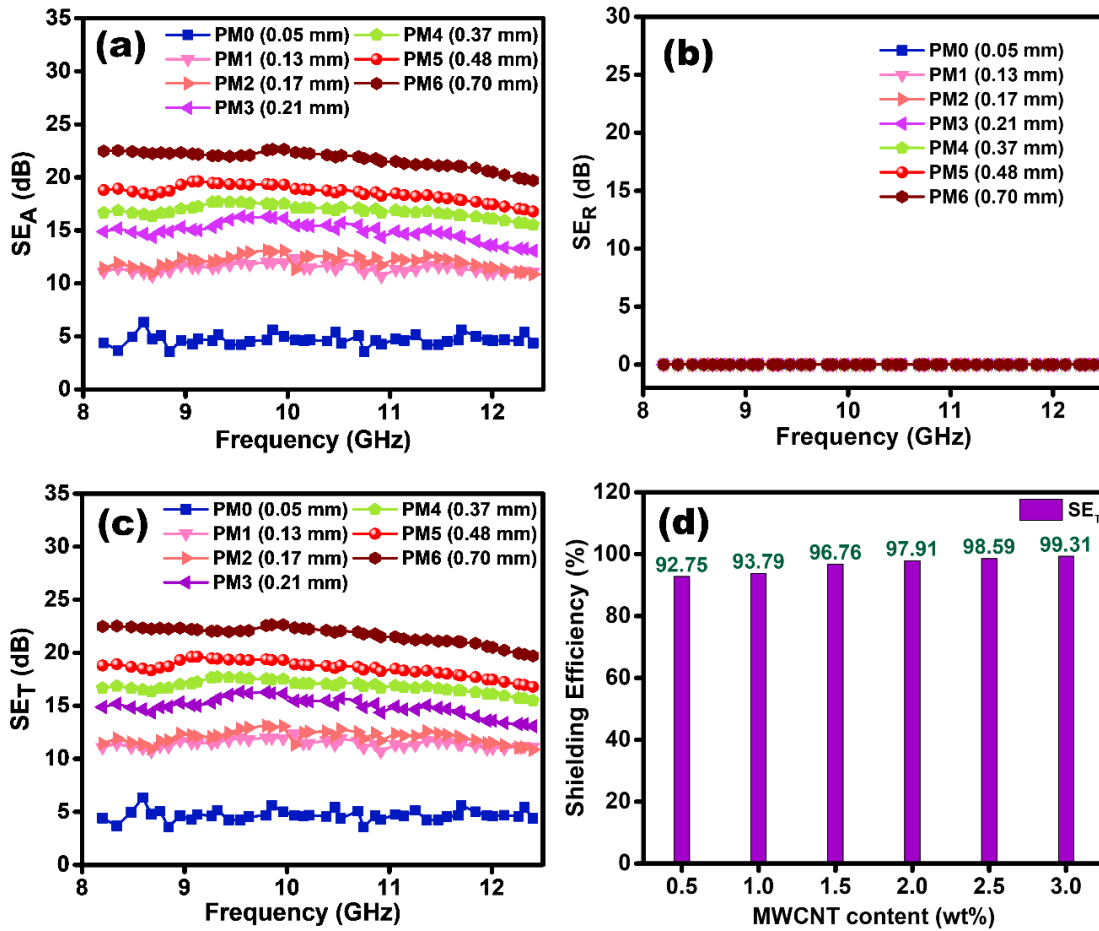 (a)
PM0 (0.05 mm) PM4 (0.37 mm)
PM1 (0.13 mm) PM5 (0.48 mm)
PM2 (0.17 mm) PM6 (0.70 mm)
PM3 (0.21 mm)
35
30
25
20
15
10
5
0
SE_A (dB)
8 9 10 11 12
Frequency (GHz)
(b)
PM0 (0.05 mm)
PM1 (0.13 mm)
PM2 (0.17 mm)
PM3 (0.21 mm)
PM4 (0.37 mm)
PM5 (0.48 mm)
PM6 (0.70 mm)
30
25
20
15
10
5
0
SE_R (dB)
8 9 10 11 12
Frequency (GHz)
(c)
PM0 (0.05 mm) PM4 (0.37 mm)
PM1 (0.13 mm) PM5 (0.48 mm)
PM2 (0.17 mm) PM6 (0.70 mm)
PM3 (0.21 mm)
35
30
25
20
15
10
5
0
SE_T (dB)
8 9 10 11 12
Frequency (GHz)
(d)
SE_T
120
100
80
60
40
20
0
Shielding Efficiency (%)
92.75 93.79 96.76 97.91 98.59 99.31
0.5 1.0 1.5 2.0 2.5 3.0
MWCNT content (wt%)